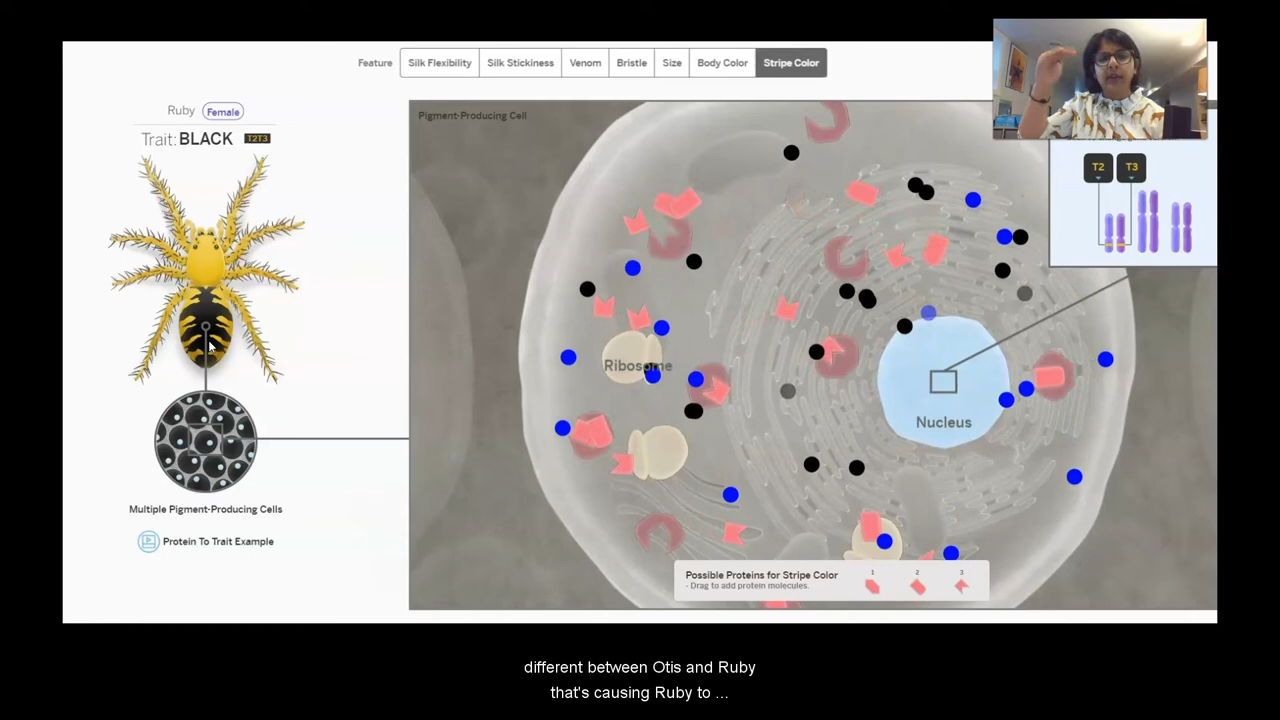 Feature Silk Flexibility Silk Stickiness Venom Bristle Size Body Color Stripe Color
Ruby Female
Trait: BLACK T2T3
Pigment-Producing Cell
T2 T3
Ribosome
Nucleus
Multiple Pigment-Producing Cells
Protein To Trait Example
Possible Proteins for Stripe Color 1 2 3
- Drag to add protein molecules.
different between Otis and Ruby
that's causing Ruby to ...